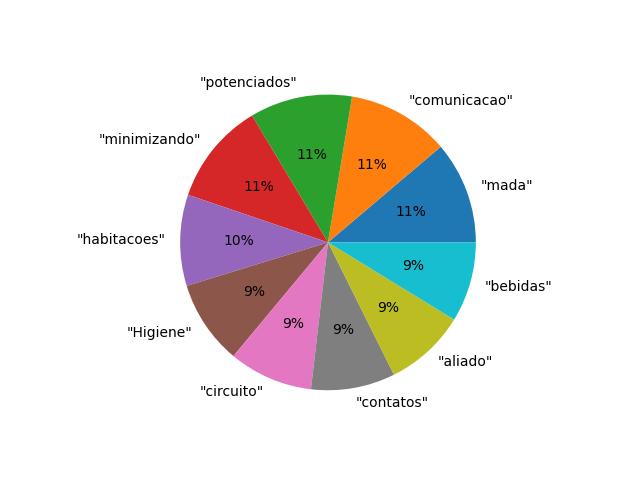 "potenciados"
"comunicacao"
"minimizando"
11%
11%
11%
"mada"
11%
"habitacoes"
10%
9%
"bebidas"
9%
9%
9%
9%
"Higiene"
"aliado"
"circuito"
"contatos"